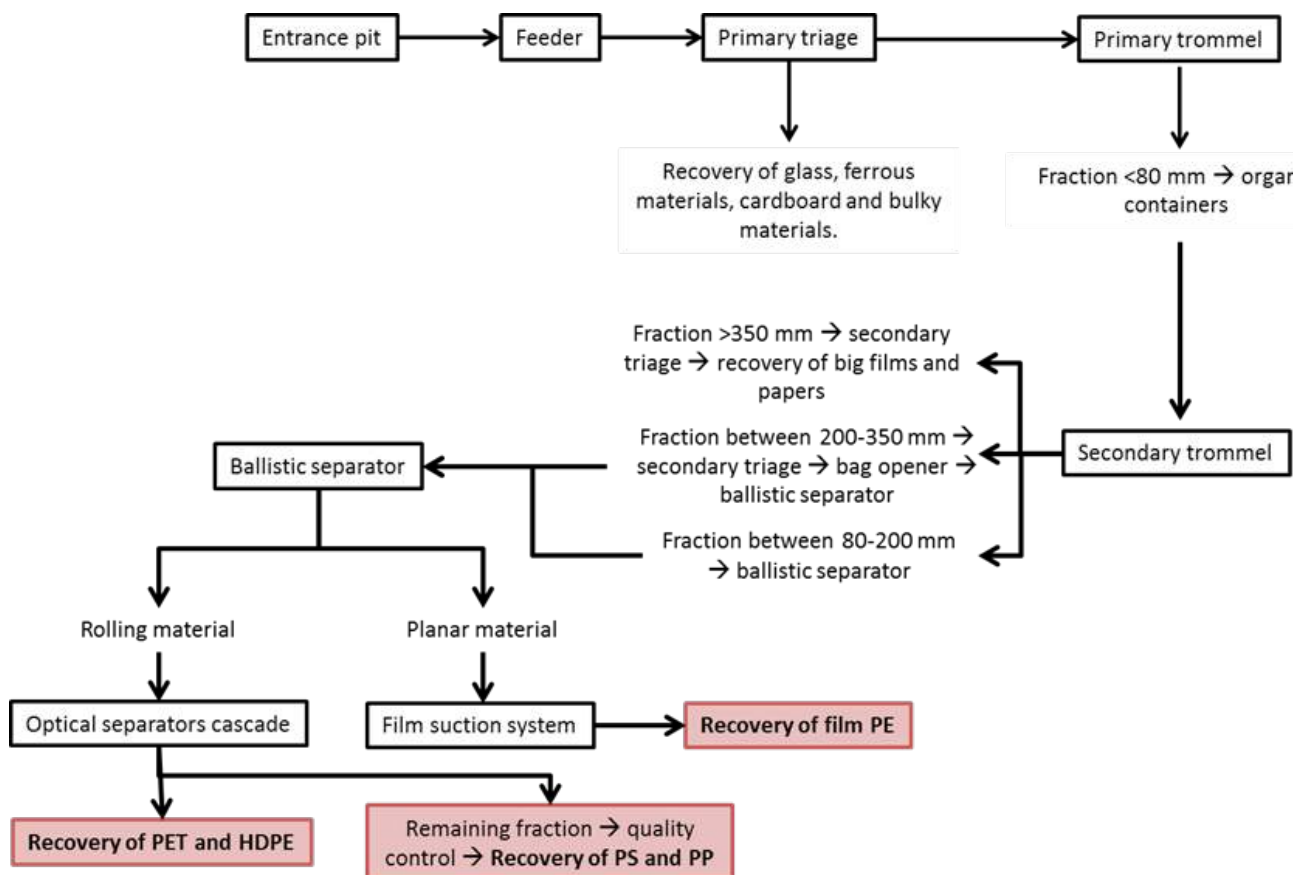 Entrance pit
Feeder
Primary triage
Primary trommel
Recovery of glass, ferrous
materials, cardboard and bulky
materials.
Fraction <80 mm → organ
containers
Fraction >350 mm → secondary
triage → recovery of big films and
papers
Fraction between 200-350 mm →
secondary triage → bag opener →
ballistic separator
Fraction between 80-200 mm
→ ballistic separator
Secondary trommel
Ballistic separator
Rolling material
Planar material
Optical separators cascade
Film suction system
Recovery of film PE
Recovery of PET and HDPE
Remaining fraction → quality
control → Recovery of PS and PP